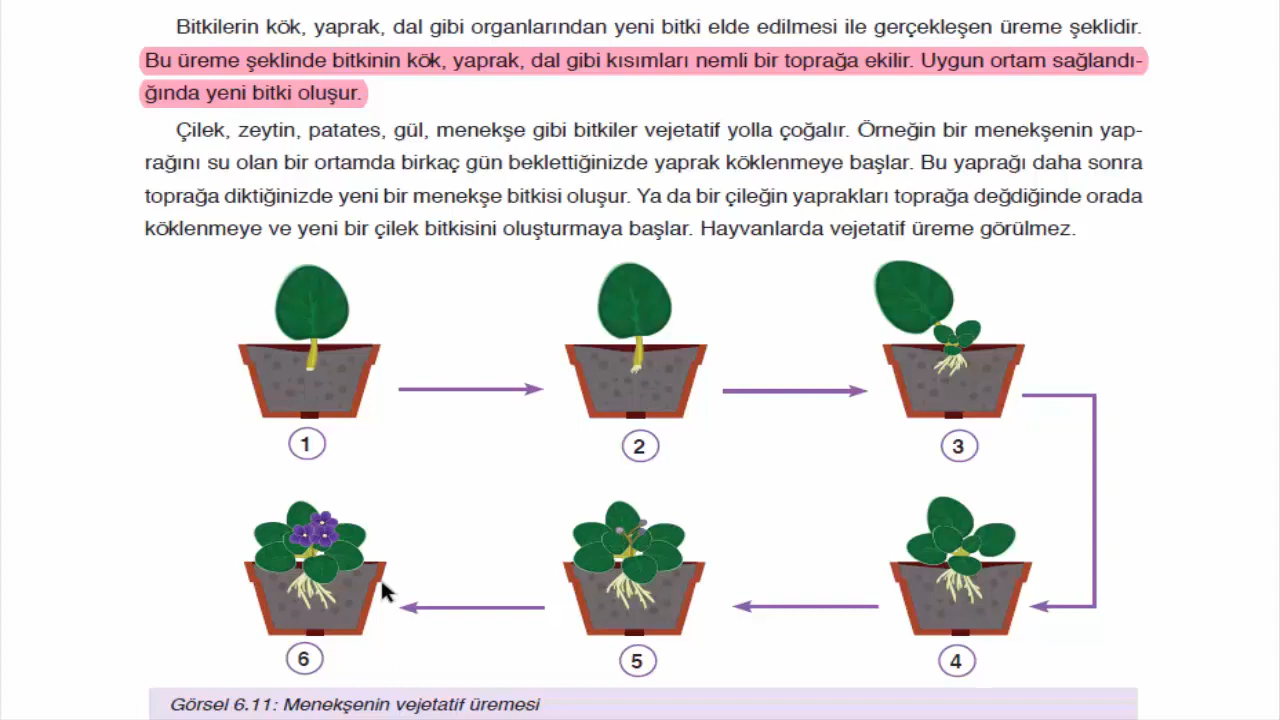 Bitkilerin kök, yaprak, dal gibi organlarından yeni bitki elde edilmesi ile gerçekleşen üreme şeklidir.
Bu üreme şeklinde bitkinin kök, yaprak, dal gibi kısımları nemli bir toprağa ekilir. Uygun ortam sağlandı-
ğında yeni bitki oluşur.
Çilek, zeytin, patates, gül, menekşe gibi bitkiler vejetatif yolla çoğalır. Örneğin bir menekşenin yap-
rağını su olan bir ortamda birkaç gün beklettiğinizde yaprak köklenmeye başlar. Bu yaprağı daha sonra
toprağa diktiğinizde yeni bir menekşe bitkisi oluşur. Ya da bir çileğin yaprakları toprağa değdiğinde orada
köklenmeye ve yeni bir çilek bitkisini oluşturmaya başlar. Hayvanlarda vejetatif üreme görülmez.
1
2
3
6
5
4
Görsel 6.11: Menekşenin vejetatif üremesi